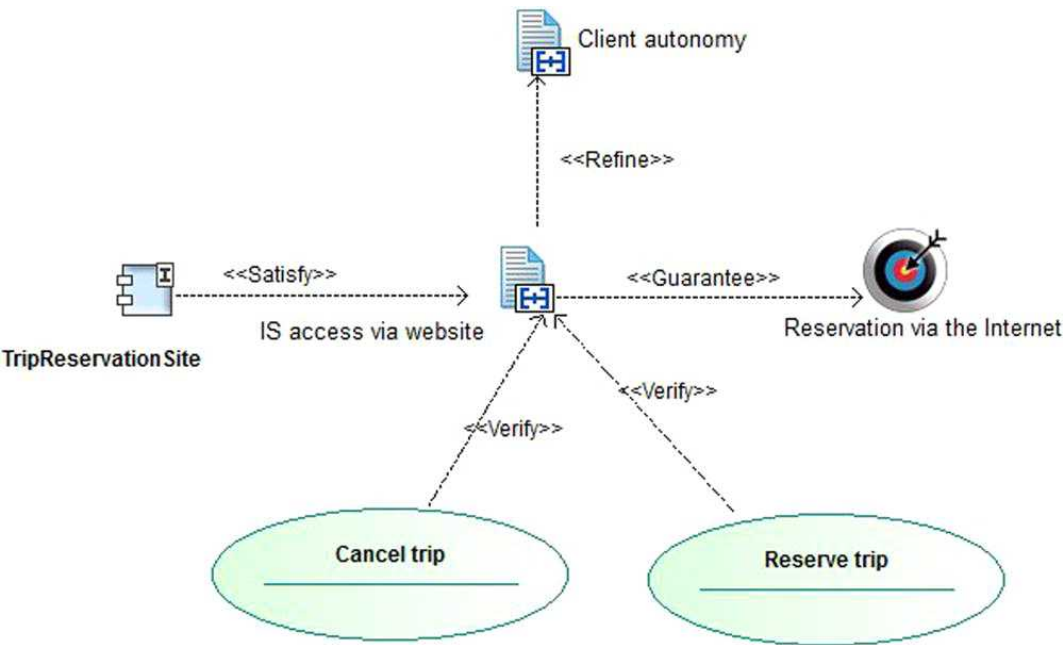 Client autonomy
<<Refine>>
<<Satisfy>>
<<Guarantee>>
IS access via website
Reservation via the Internet
TripReservationSite
<<Verify>>
<<Verify>>
Cancel trip
Reserve trip